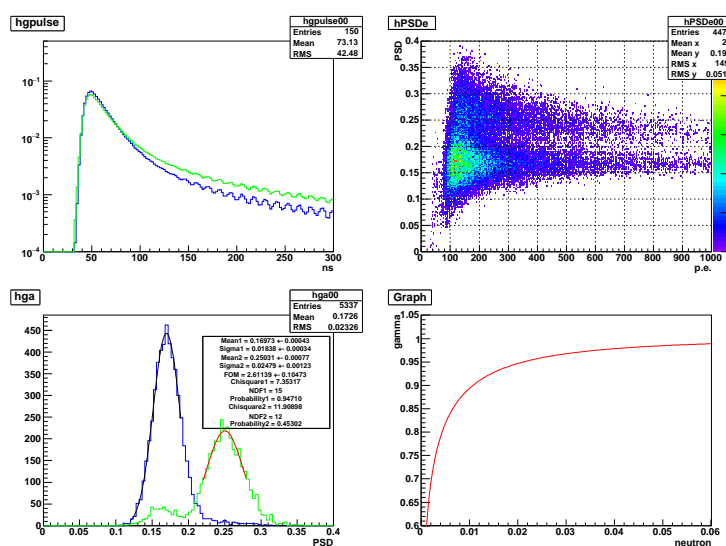 hgpulse
hgpulse00
Entries 150
Mean 73.13
RMS 42.48
10⁻¹
10⁻²
10⁻³
10⁻⁴
0 50 100 150 200 250 300
ns
hPSDe
hPSDe00
Entries 447
Mean x 2
Mean y 0.19
RMS x 149
RMS y 0.051
PSD
0.4
0.35
0.3
0.25
0.2
0.15
0.1
0.05
0
0 100 200 300 400 500 600 700 800 900 1000
p.e.
hga
hga00
Entries 5337
Mean 0.1726
RMS 0.02326
Mean1 = 0.16973 +- 0.00043
Sigma1 = 0.01838 +- 0.00034
Mean2 = 0.25031 +- 0.00077
Sigma2 = 0.02479 +- 0.00123
FOM = 2.61139 +- 0.10473
Chisquare1 = 7.35317
NDF1 = 15
Probability1 = 0.94710
Chisquare2 = 11.90898
NDF2 = 12
Probability2 = 0.45302
450
400
350
300
250
200
150
100
50
0
0 0.05 0.1 0.15 0.2 0.25 0.3 0.35 0.4
PSD
Graph
gamma
1
0.95
0.9
0.85
0.8
0.75
0.7
0.65
0.6
0 0.01 0.02 0.03 0.04 0.05 0.06
neutron